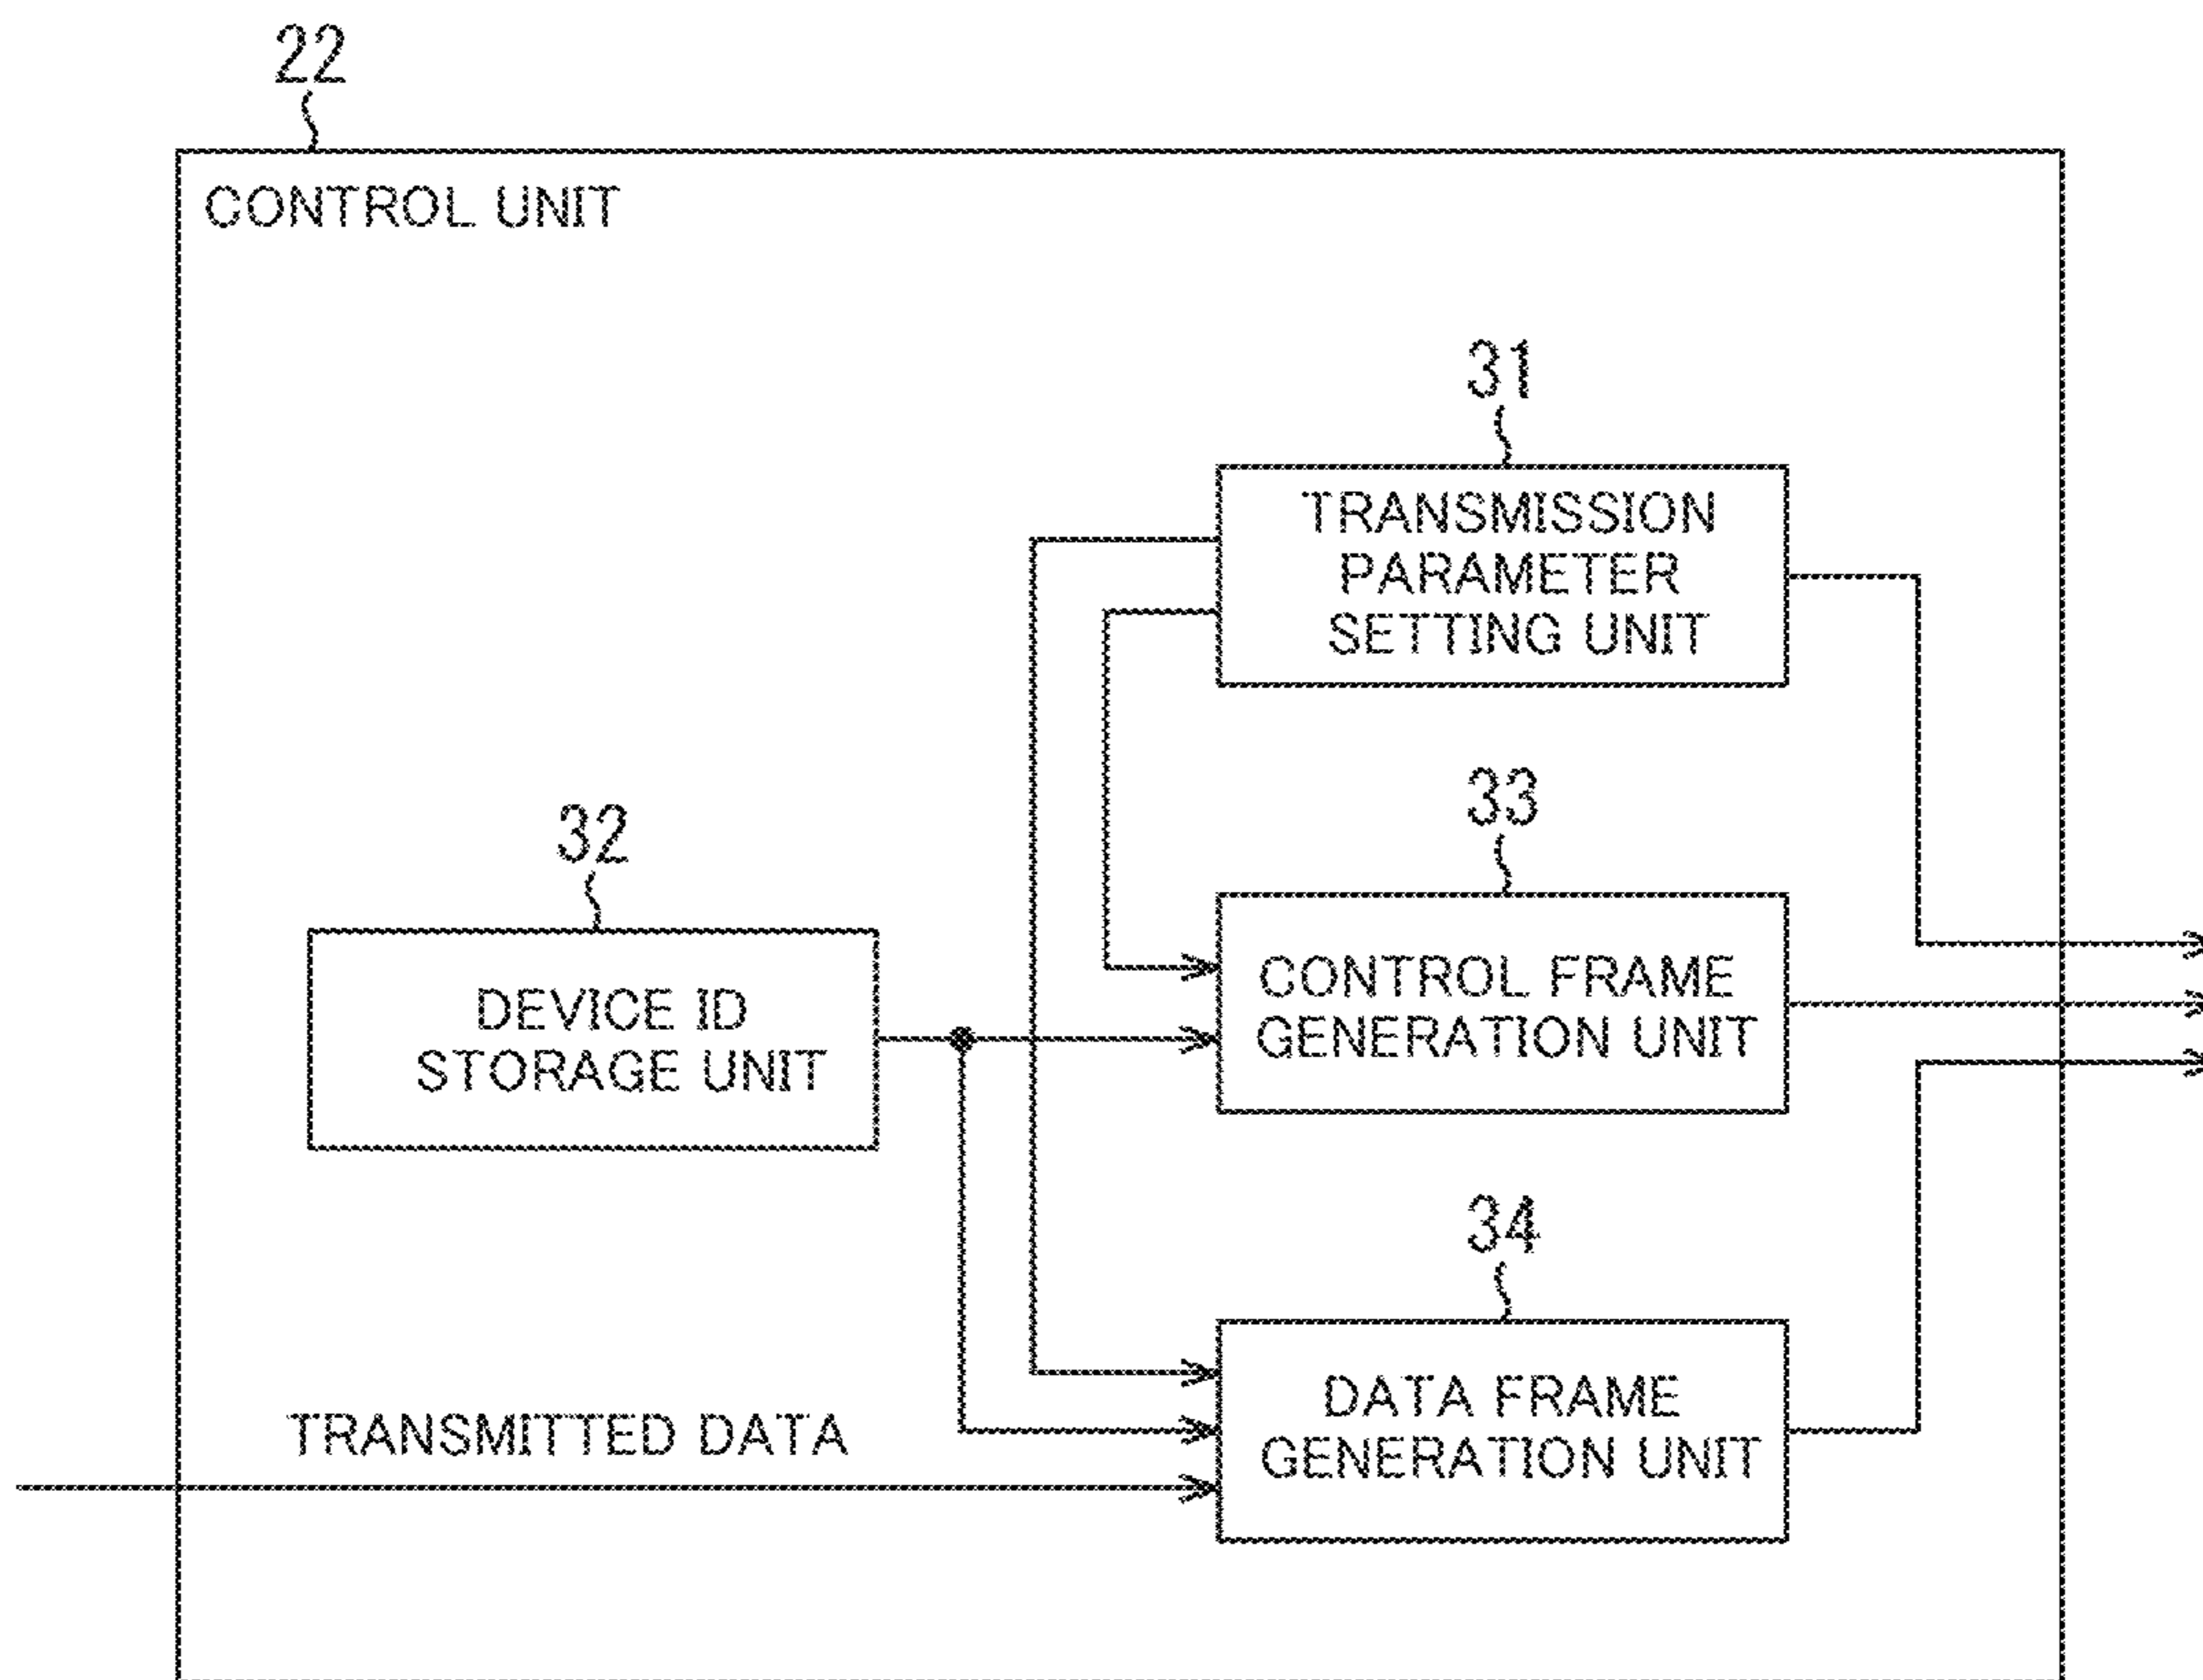 22
CONTROL UNIT
31
TRANSMISSION
PARAMETER
SETTING UNIT
33
CONTROL FRAME
GENERATION UNIT
32
DEVICE ID
STORAGE UNIT
34
DATA FRAME
GENERATION UNIT
TRANSMITTED DATA